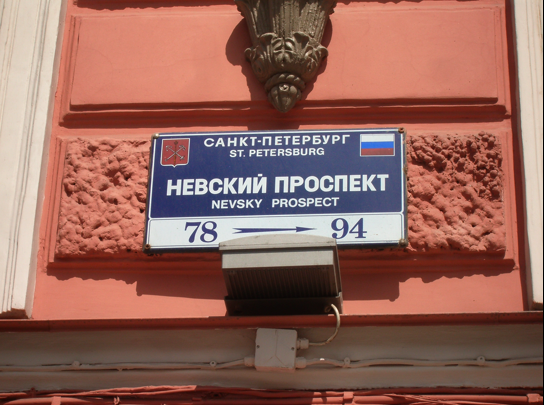 САНКТ-ПЕТЕРБУРГ
ST. PETERSBURG
НЕВСКИЙ ПРОСПЕКТ
NEVSKY PROSPECT
78 94